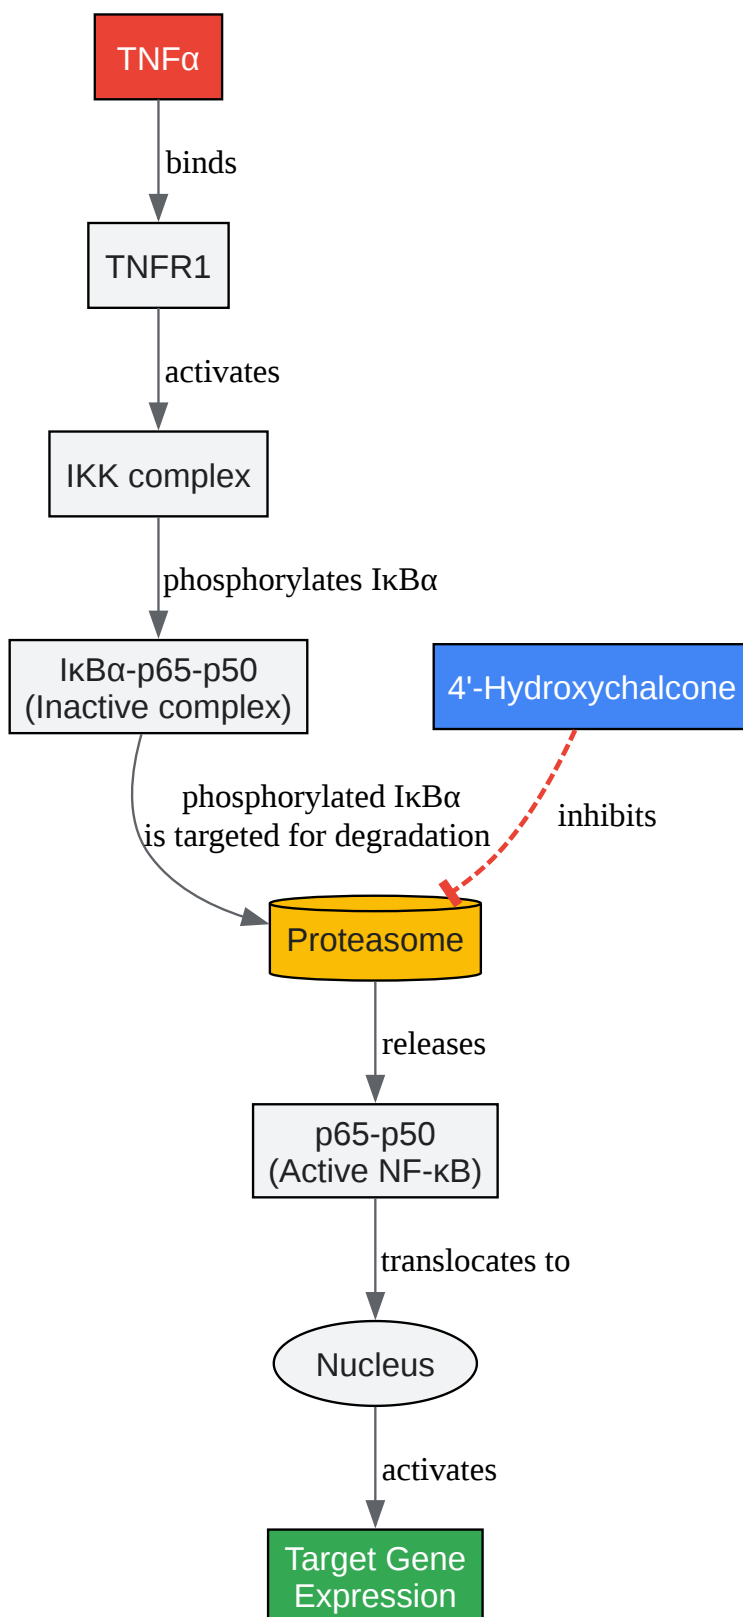 TNFα
binds
TNFR1
activates
IKK complex
phosphorylates IκBα
IκBα-p65-p50
(Inactive complex)
4'-Hydroxychalcone
phosphorylated IκBα
is targeted for degradation
inhibits
Proteasome
releases
p65-p50
(Active NF-κB)
translocates to
Nucleus
activates
Target Gene
Expression